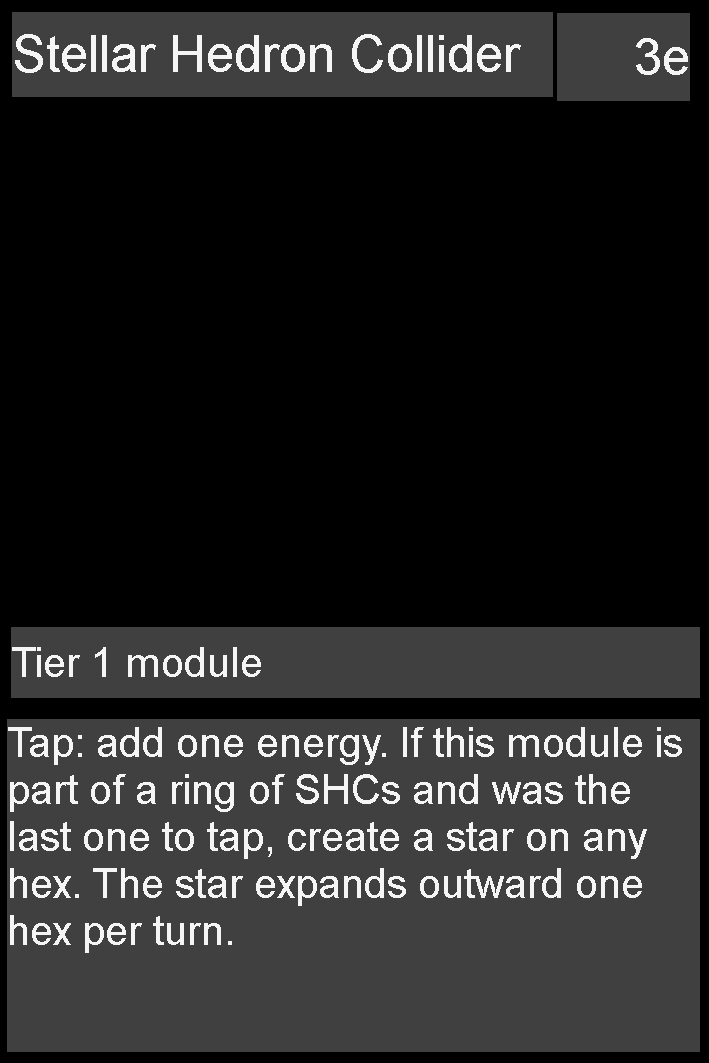 Stellar Hedron Collider
3e
Tier 1 module
Tap: add one energy. If this module is
part of a ring of SHCs and was the
last one to tap, create a star on any
hex. The star expands outward one
hex per turn.